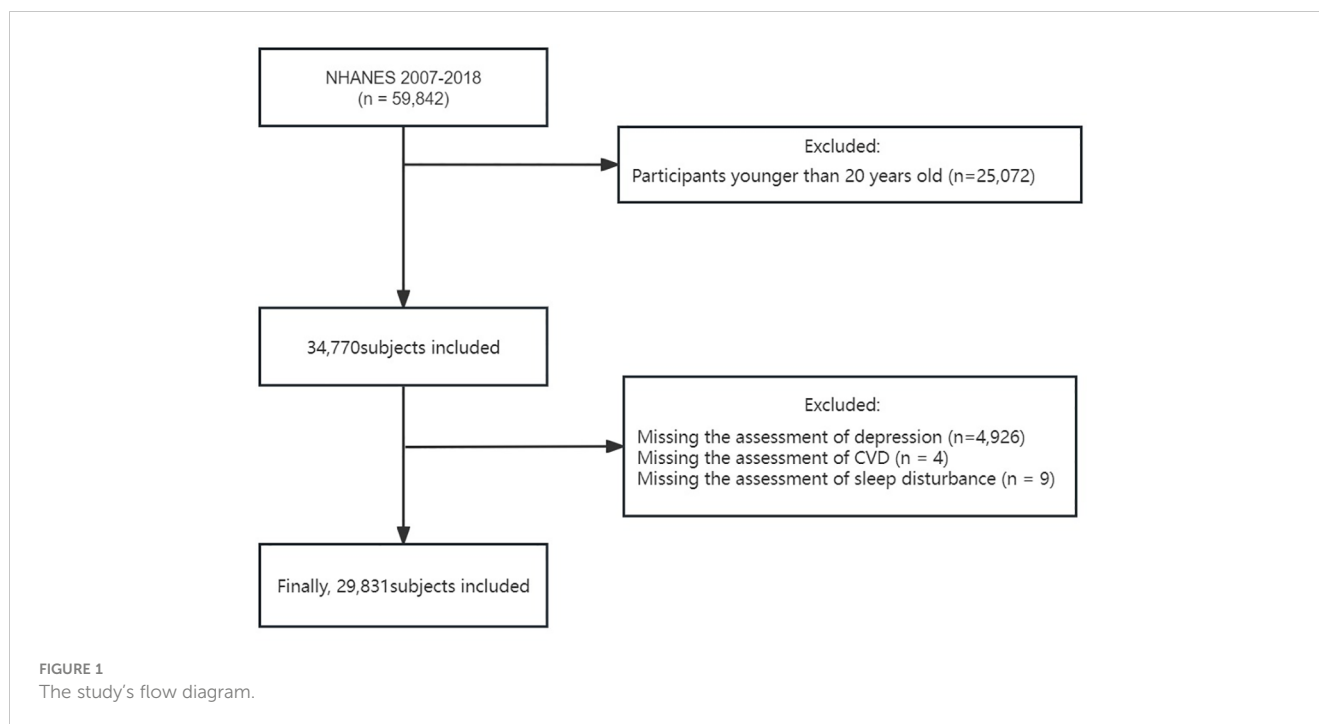 NHANES 2007-2018
(n = 59,842)
Excluded:
Participants younger than 20 years old (n=25,072)
34,770subjects included
Excluded:
Missing the assessment of depression (n=4,926)
Missing the assessment of CVD (n = 4)
Missing the assessment of sleep disturbance (n = 9)
Finally, 29,831subjects included
FIGURE 1
The study's flow diagram.